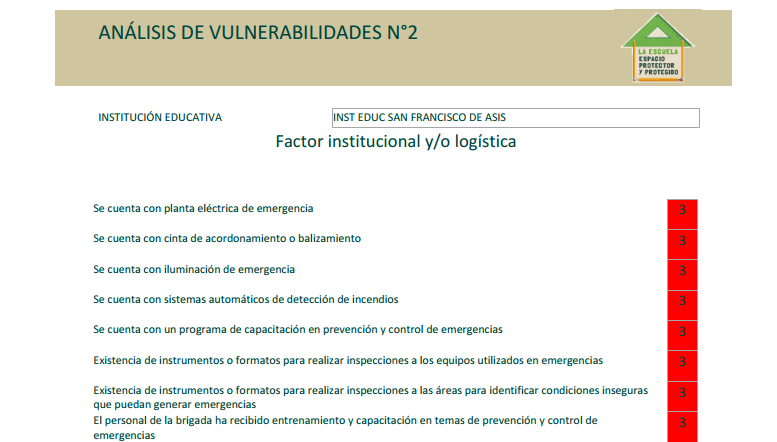 ANÁLISIS DE VULNERABILIDADES N°2
LA ESCUELA
ESPACIO
PROTECTOR
Y PROTEGIDO
INSTITUCIÓN EDUCATIVA INST EDUC SAN FRANCISCO DE ASIS
Factor institucional y/o logística
Se cuenta con planta eléctrica de emergencia 3
Se cuenta con cinta de acordonamiento o balizamiento 3
Se cuenta con iluminación de emergencia 3
Se cuenta con sistemas automáticos de detección de incendios 3
Se cuenta con un programa de capacitación en prevención y control de emergencias 3
Existencia de instrumentos o formatos para realizar inspecciones a los equipos utilizados en emergencias 3
Existencia de instrumentos o formatos para realizar inspecciones a las áreas para identificar condiciones inseguras 3
que puedan generar emergencias
El personal de la brigada ha recibido entrenamiento y capacitación en temas de prevención y control de 3
emergencias